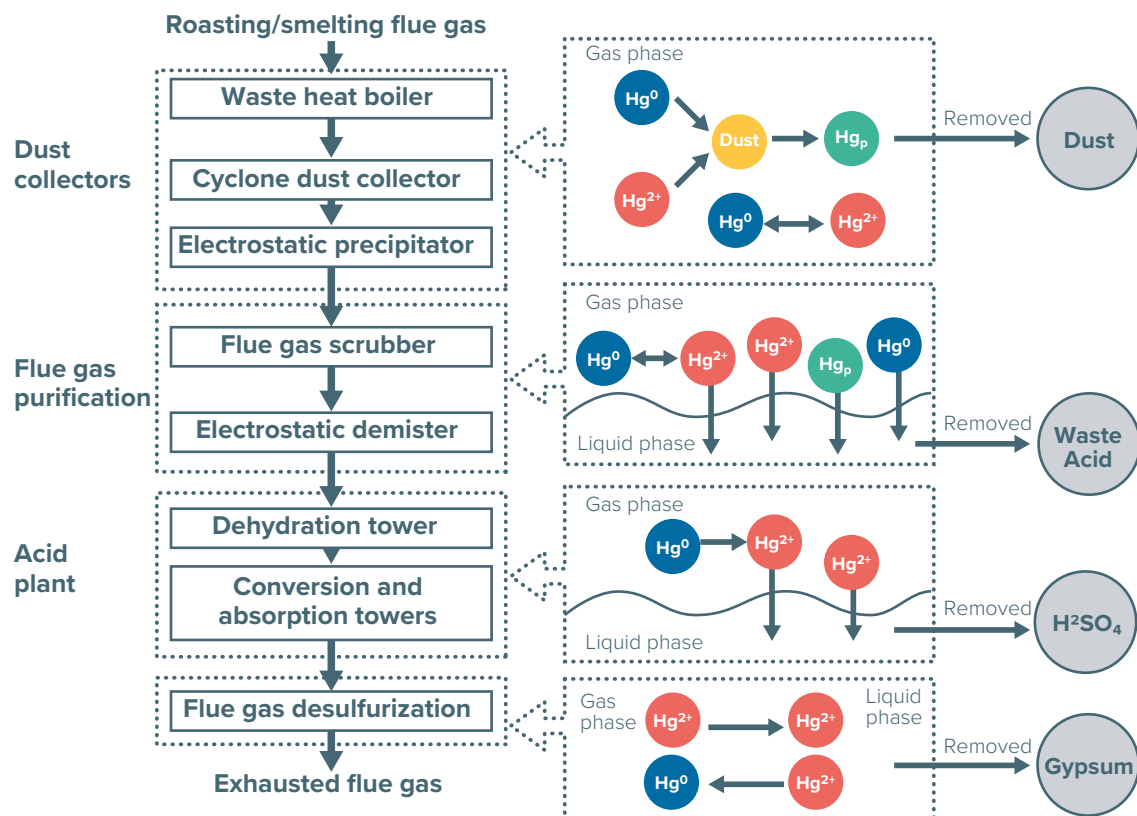 Roasting/smelting flue gas
Dust
collectors
Waste heat boiler
Cyclone dust collector
Electrostatic precipitator
Gas phase
Hg⁰
Dust
Hgₚ
Hg²⁺
Hg⁰
Hg²⁺
Removed
Dust
Flue gas
purification
Flue gas scrubber
Electrostatic demister
Gas phase
Hg⁰
Hg²⁺
Hg²⁺
Hgₚ
Hg⁰
Liquid phase
Removed
Waste
Acid
Acid
plant
Dehydration tower
Conversion and
absorption towers
Gas phase
Hg⁰
Hg²⁺
Hg²⁺
Liquid phase
Removed
H²SO₄
Flue gas desulfurization
Gas
phase
Liquid
phase
Hg²⁺
Hg²⁺
Hg⁰
Hg²⁺
Removed
Gypsum
Exhausted flue gas